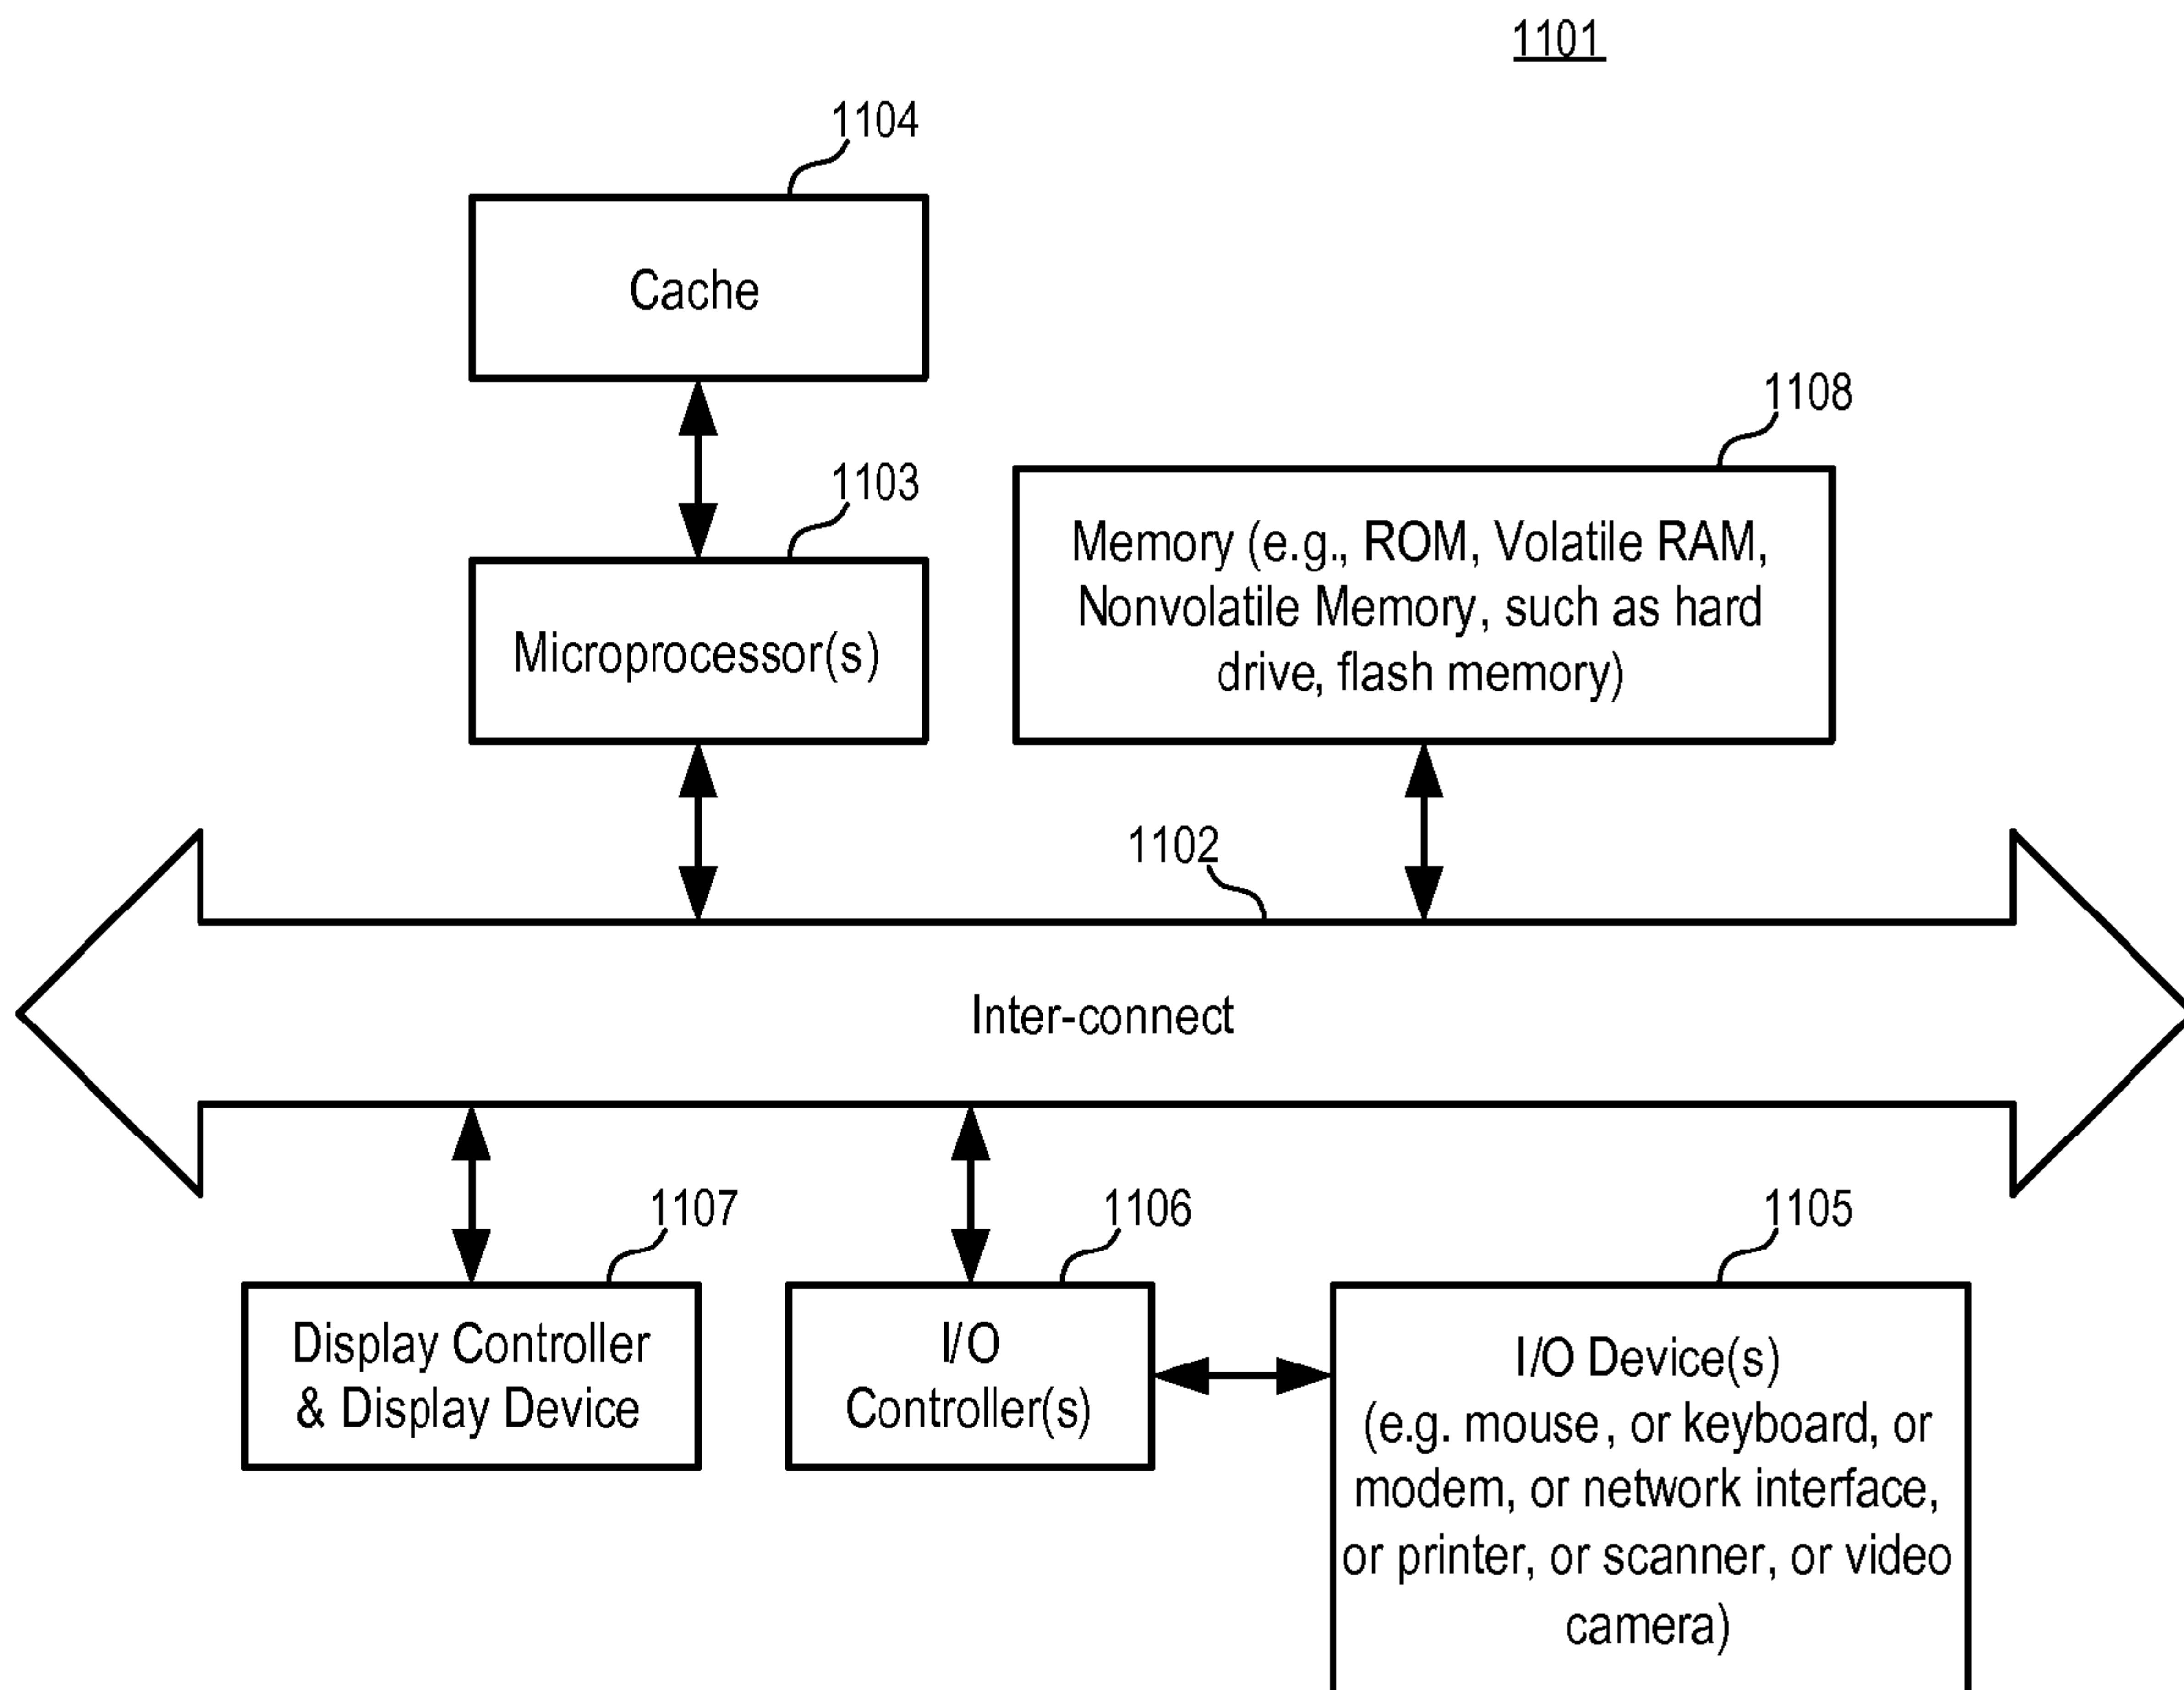 1101
1104
Cache
1108
1103
Memory (e.g., ROM, Volatile RAM,
Nonvolatile Memory, such as hard
drive, flash memory)
Microprocessor(s)
1102
Inter-connect
1107
1106
1105
Display Controller
& Display Device
I/O
Controller(s)
I/O Device(s)
(e.g. mouse, or keyboard, or
modem, or network interface,
or printer, or scanner, or video
camera)